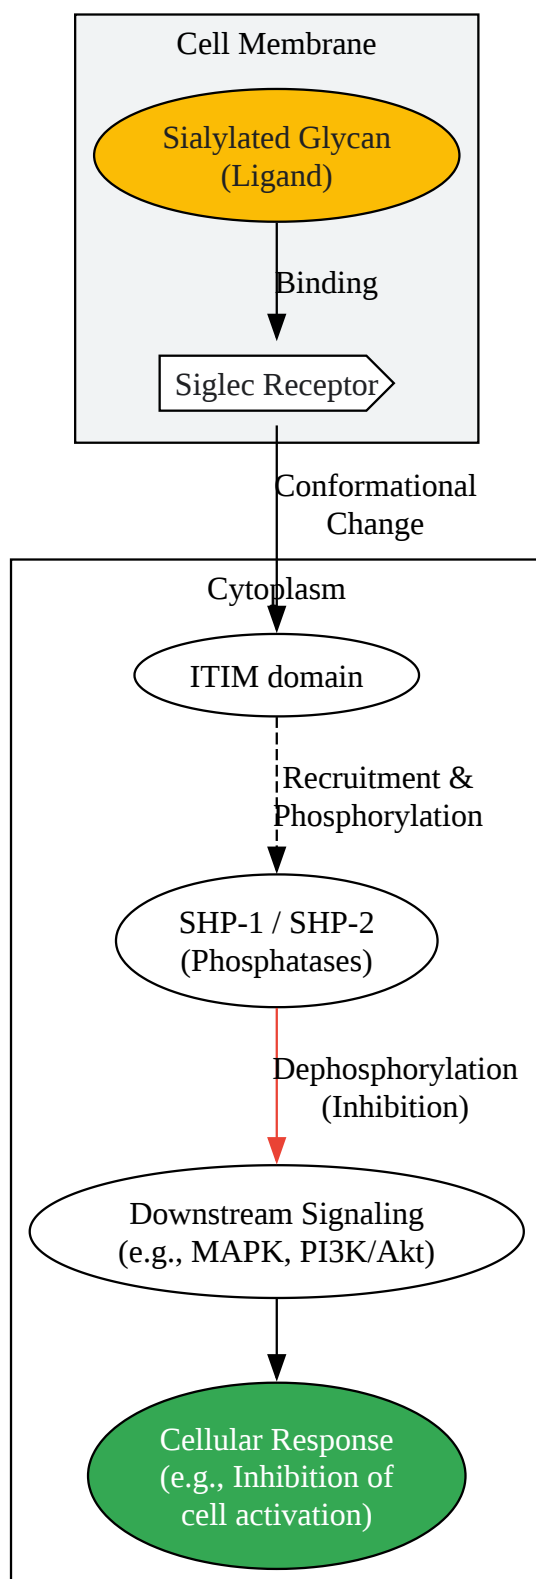 Cell Membrane
Sialylated Glycan
(Ligand)
Binding
Siglec Receptor
Conformational
Change
Cytoplasm
ITIM domain
Recruitment &
Phosphorylation
SHP-1 / SHP-2
(Phosphatases)
Dephosphorylation
(Inhibition)
Downstream Signaling
(e.g., MAPK, PI3K/Akt)
Cellular Response
(e.g., Inhibition of
cell activation)